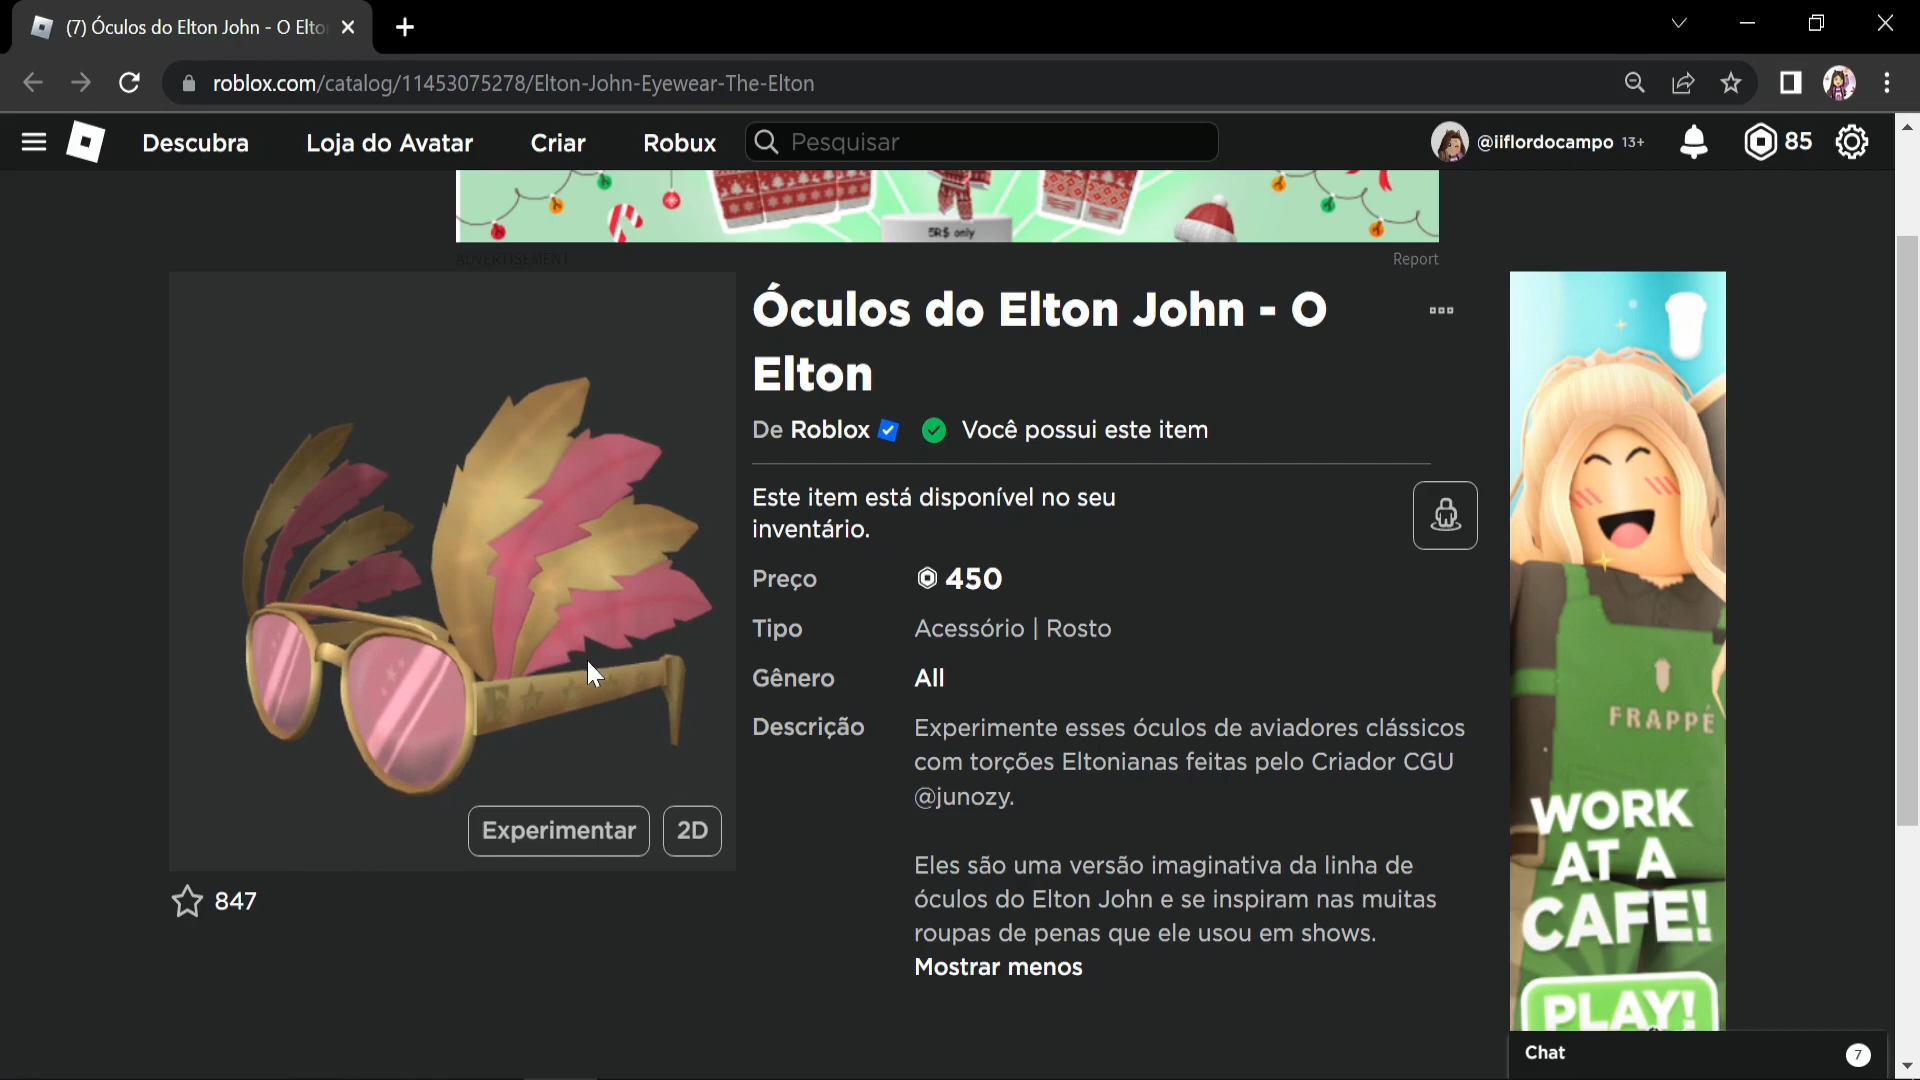 (7) Óculos do Elton John - O Elto
roblox.com/catalog/11453075278/Elton-John-Eyewear-The-Elton
Descubra
Loja do Avatar
Criar
Robux
Pesquisar
@iiflordocampo 13+
85
5R$ only
ADVERTISEMENT
Report
Óculos do Elton John - O
Elton
De Roblox
Você possui este item
Este item está disponível no seu
inventário.
Preço
450
Tipo
Acessório | Rosto
Gênero
All
Descrição
Experimente esses óculos de aviadores clássicos
com torções Eltonianas feitas pelo Criador CGU
@junozy.
Eles são uma versão imaginativa da linha de
óculos do Elton John e se inspiram nas muitas
roupas de penas que ele usou em shows.
Mostrar menos
Experimentar
2D
847
FRAPPÉ
WORK
AT A
CAFE!
PLAY!
Chat
7